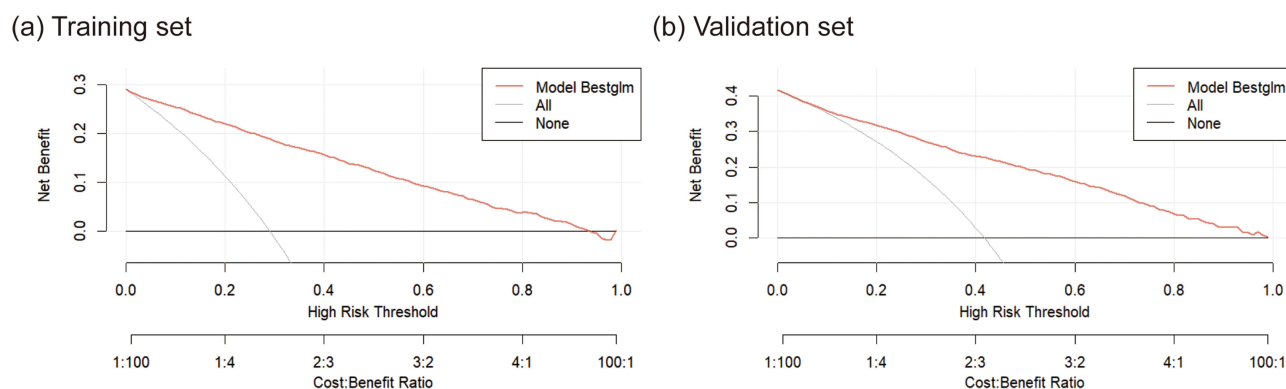 (a) Training set
Model Bestglm
All
None
Net Benefit
0.3
0.2
0.1
0.0
0.0 0.2 0.4 0.6 0.8 1.0
High Risk Threshold
1:100 1:4 2:3 3:2 4:1 100:1
Cost:Benefit Ratio
(b) Validation set
Model Bestglm
All
None
Net Benefit
0.4
0.3
0.2
0.1
0.0
0.0 0.2 0.4 0.6 0.8 1.0
High Risk Threshold
1:100 1:4 2:3 3:2 4:1 100:1
Cost:Benefit Ratio